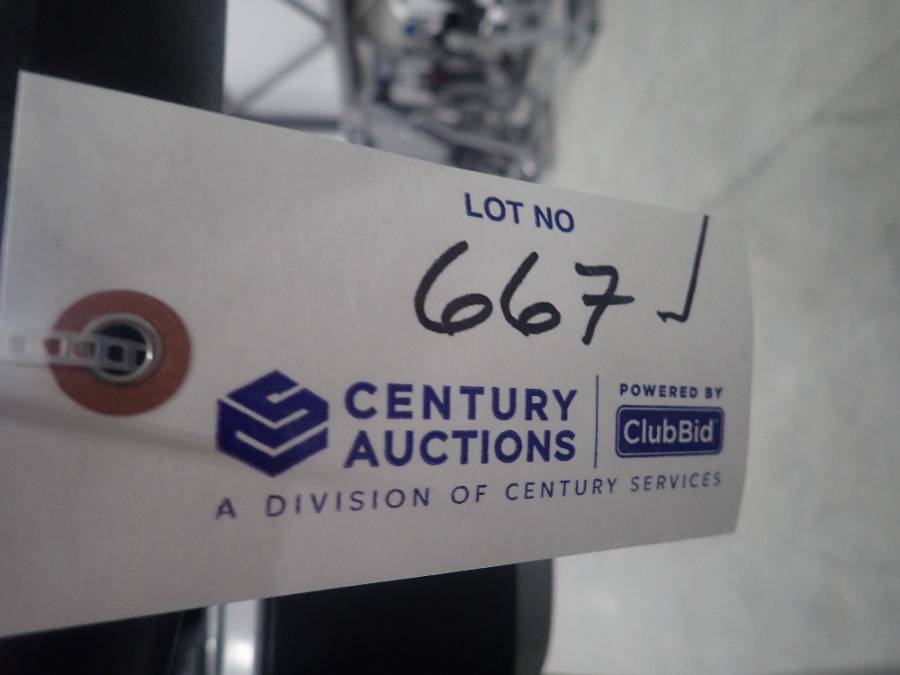 LOT NO
667 ✓
CENTURY
AUCTIONS
POWERED BY
ClubBid
A DIVISION OF CENTURY SERVICES